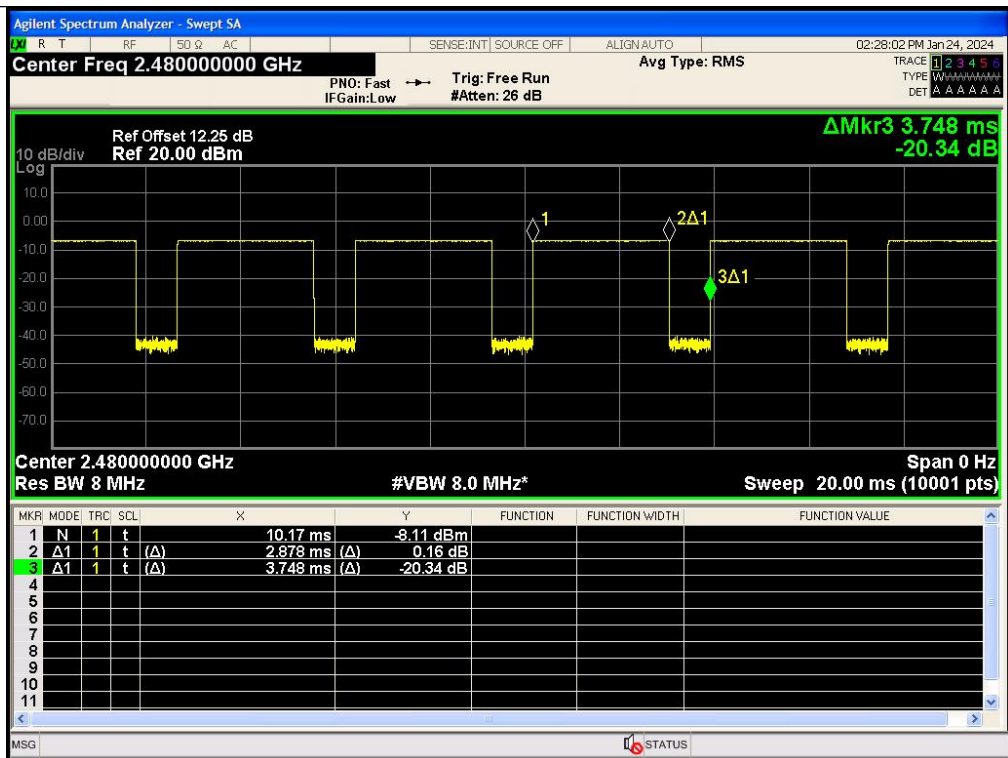 Agilent Spectrum Analyzer - Swept SA
LXI R T RF 50 Ω AC SENSE:INT SOURCE OFF ALIGN AUTO 02:28:02 PM Jan 24, 2024
Center Freq 2.480000000 GHz Avg Type: RMS TRACE 1 2 3 4 5 6
PNO: Fast Trig: Free Run TYPE W
IFGain:Low #Atten: 26 dB DET A A A A A A
ΔMkr3 3.748 ms
-20.34 dB
Ref Offset 12.25 dB
10 dB/div Ref 20.00 dBm
Log
10.0
0.00
-10.0
-20.0
-30.0
-40.0
-50.0
-60.0
-70.0
1
2Δ1
3Δ1
Center 2.480000000 GHz Span 0 Hz
Res BW 8 MHz #VBW 8.0 MHz* Sweep 20.00 ms (10001 pts)
MKR MODE TRC SCL X Y FUNCTION FUNCTION WIDTH FUNCTION VALUE
1 N 1 t 10.17 ms -8.11 dBm
2 Δ1 1 t (Δ) 2.878 ms (Δ) 0.16 dB
3 Δ1 1 t (Δ) 3.748 ms (Δ) -20.34 dB
4
5
6
7
8
9
10
11
MSG STATUS